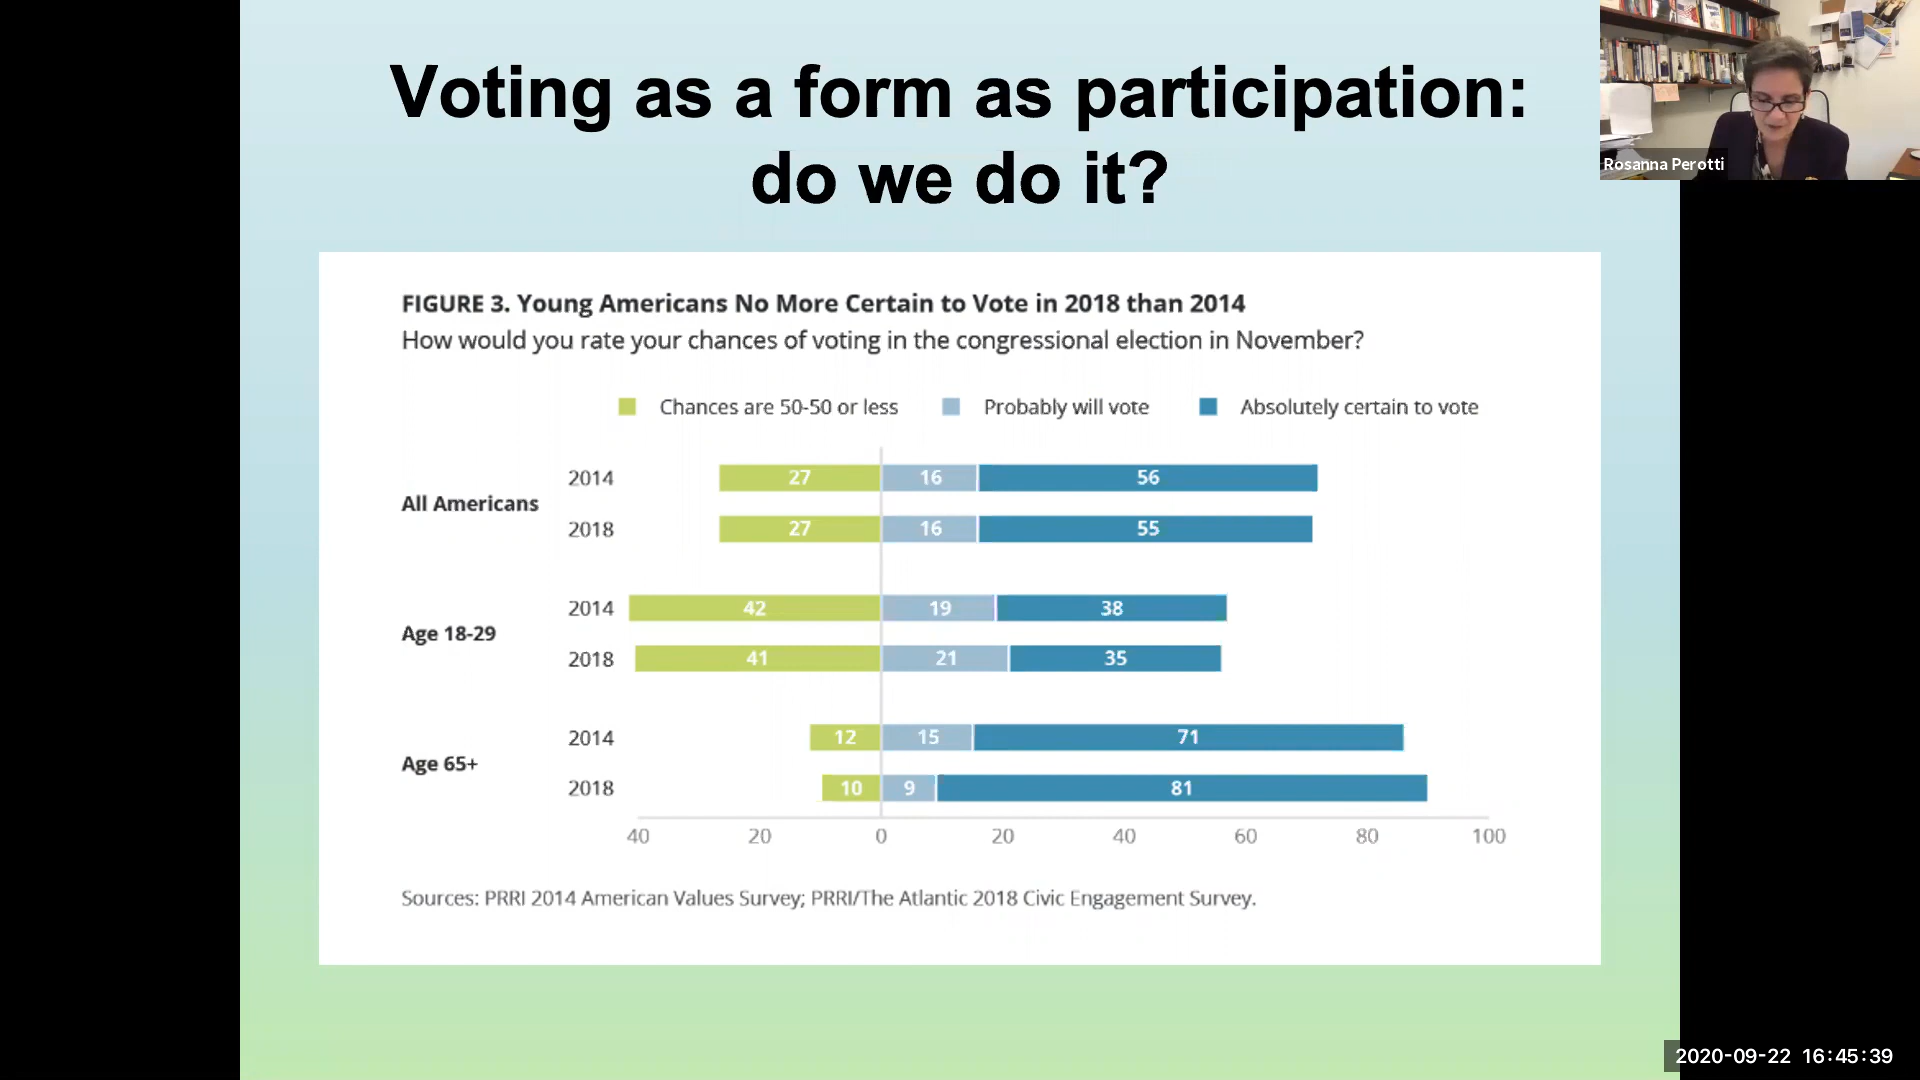 Voting as a form as participation:
do we do it?
Rosanna Perotti
FIGURE 3. Young Americans No More Certain to Vote in 2018 than 2014
How would you rate your chances of voting in the congressional election in November?
Chances are 50-50 or less Probably will vote Absolutely certain to vote
2014 27 16 56
All Americans
2018 27 16 55
2014 42 19 38
Age 18-29
2018 41 21 35
2014 12 15 71
Age 65+
2018 10 9 81
40 20 0 20 40 60 80 100
Sources: PRRI 2014 American Values Survey; PRRI/The Atlantic 2018 Civic Engagement Survey.
2020-09-22 16:45:39